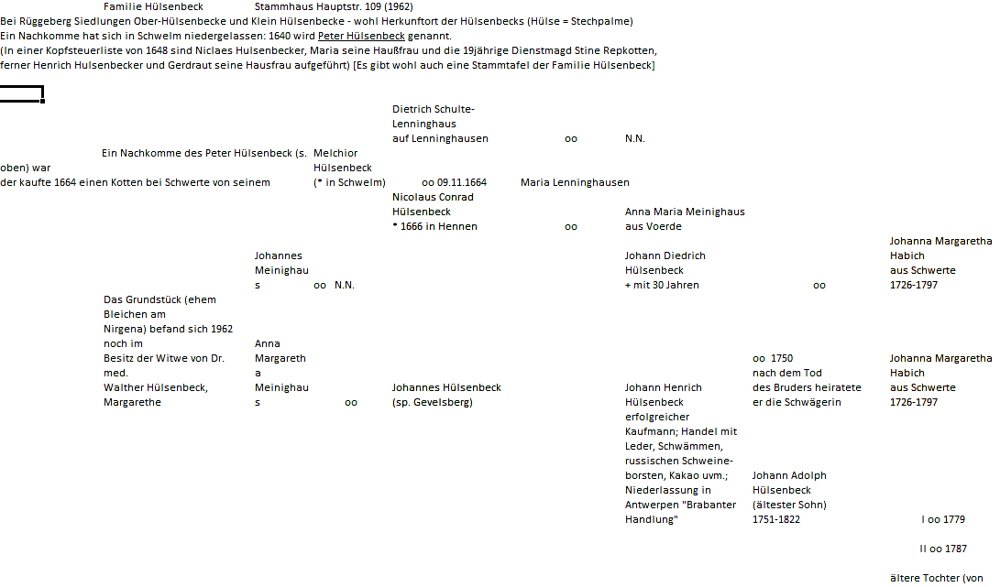 Familie Hülsenbeck Stammhaus Hauptstr. 109 (1962)
Bei Rüggeberg Siedlungen Ober-Hülsenbecke und Klein Hülsenbecke - wohl Herkunftort der Hülsenbecks (Hülse = Stechpalme)
Ein Nachkomme hat sich in Schwelm niedergelassen: 1640 wird Peter Hülsenbeck genannt.
(In einer Kopfsteuerliste von 1648 sind Niclaes Hulsenbecker, Maria seine Haußfrau und die 19jährige Dienstmagd Stine Repkotten,
ferner Henrich Hulsenbecker und Gerdraut seine Hausfrau aufgeführt) [Es gibt wohl auch eine Stammtafel der Familie Hülsenbeck]
Dietrich Schulte-
Lenninghaus
auf Lenninghausen oo N.N.
Ein Nachkomme des Peter Hülsenbeck (s. Melchior
oben) war Hülsenbeck
der kaufte 1664 einen Kotten bei Schwerte von seinem (* in Schwelm) oo 09.11.1664 Maria Lenninghausen
Nicolaus Conrad
Hülsenbeck Anna Maria Meinighaus
* 1666 in Hennen oo aus Voerde
Johanna Margaretha
Johannes Johann Diedrich Habich
Meinighau Hülsenbeck aus Schwerte
s oo N.N. + mit 30 Jahren oo 1726-1797
Das Grundstück (ehem
Bleichen am
Nirgena) befand sich 1962
noch im Anna
Besitz der Witwe von Dr. Margareth oo 1750 Johanna Margaretha
med. a nach dem Tod Habich
Walther Hülsenbeck, Meinighau Johannes Hülsenbeck Johann Henrich des Bruders heiratete aus Schwerte
Margarethe s oo (sp. Gevelsberg) Hülsenbeck er die Schwägerin 1726-1797
erfolgreicher
Kaufmann; Handel mit
Leder, Schwämmen,
russischen Schweine-
borsten, Kakao uvm.; Johann Adolph
Niederlassung in Hülsenbeck
Antwerpen "Brabanter (ältester Sohn)
Handlung" 1751-1822 I oo 1779
II oo 1787
ältere Tochter (von